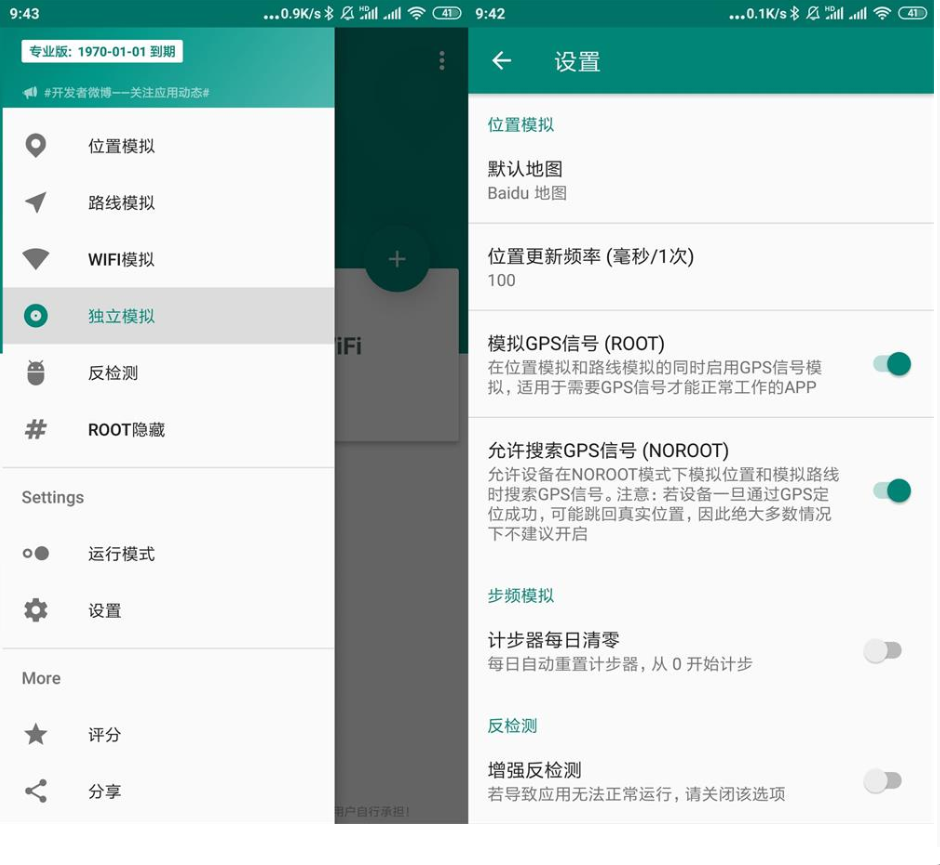 9:43
...0.9K/s
HD
41
专业版: 1970-01-01 到期
#开发者微博——关注应用动态#
位置模拟
路线模拟
WIFI模拟
独立模拟
反检测
ROOT隐藏
Settings
运行模式
设置
More
评分
分享
iFi
用户自行承担!
9:42
...0.1K/s
HD
41
设置
位置模拟
默认地图
Baidu 地图
位置更新频率 (毫秒/1次)
100
模拟GPS信号 (ROOT)
在位置模拟和路线模拟的同时启用GPS信号模
拟，适用于需要GPS信号才能正常工作的APP
允许搜索GPS信号 (NOROOT)
允许设备在NOROOT模式下模拟位置和模拟路线
时搜索GPS信号。注意：若设备一旦通过GPS定
位成功，可能跳回真实位置，因此绝大多数情况
下不建议开启
步频模拟
计步器每日清零
每日自动重置计步器，从 0 开始计步
反检测
增强反检测
若导致应用无法正常运行，请关闭该选项